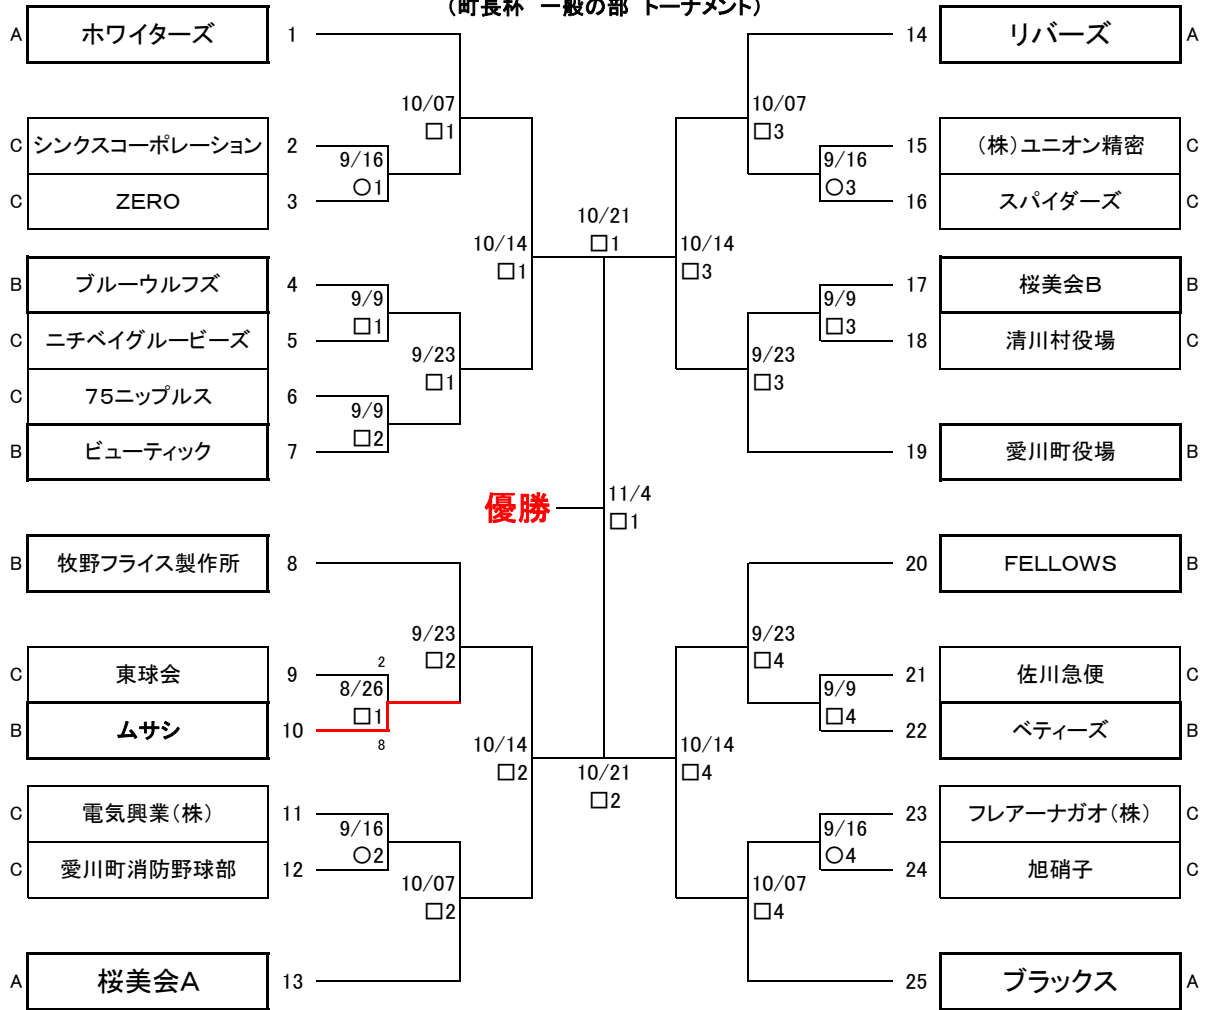 (町長杯 一般の部 トーナメント)
A ホワイターズ 1
10/07
□1
C シンクスコーポレーション 2
9/16
○1
C ZERO 3
10/14
□1
B ブルーウルフズ 4
9/9
□1
C ニチベイグルービーズ 5
9/23
□1
C 75ニップルス 6
9/9
□2
B ビューティック 7
B 牧野フライス製作所 8
9/23
□2
C 東球会 9
2
8/26
□1
B ムサシ 10
8
10/14
□2
C 電気興業(株) 11
9/16
○2
C 愛川町消防野球部 12
10/07
□2
A 桜美会A 13
10/21
□1
優勝
11/4
□1
10/21
□2
14 リバーズ A
10/07
□3
15 (株)ユニオン精密 C
9/16
○3
16 スパイダーズ C
10/14
□3
17 桜美会B B
9/9
□3
18 清川村役場 C
9/23
□3
19 愛川町役場 B
20 FELLOWS B
9/23
□4
21 佐川急便 C
9/9
□4
22 ベティーズ B
10/14
□4
23 フレアーナガオ(株) C
9/16
○4
24 旭硝子 C
10/07
□4
25 ブラックス A